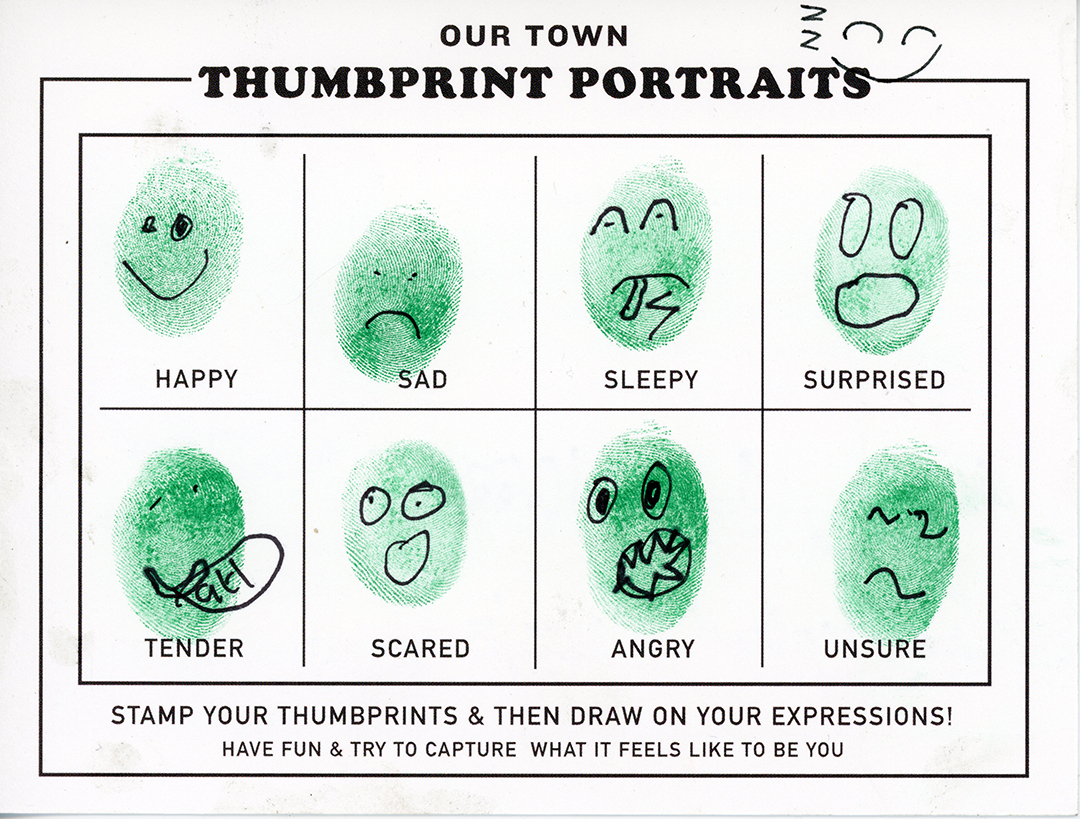 OUR TOWN
THUMBPRINT PORTRAITS
HAPPY
SAD
SLEEPY
SURPRISED
TENDER
SCARED
ANGRY
UNSURE
STAMP YOUR THUMBPRINTS & THEN DRAW ON YOUR EXPRESSIONS!
HAVE FUN & TRY TO CAPTURE WHAT IT FEELS LIKE TO BE YOU